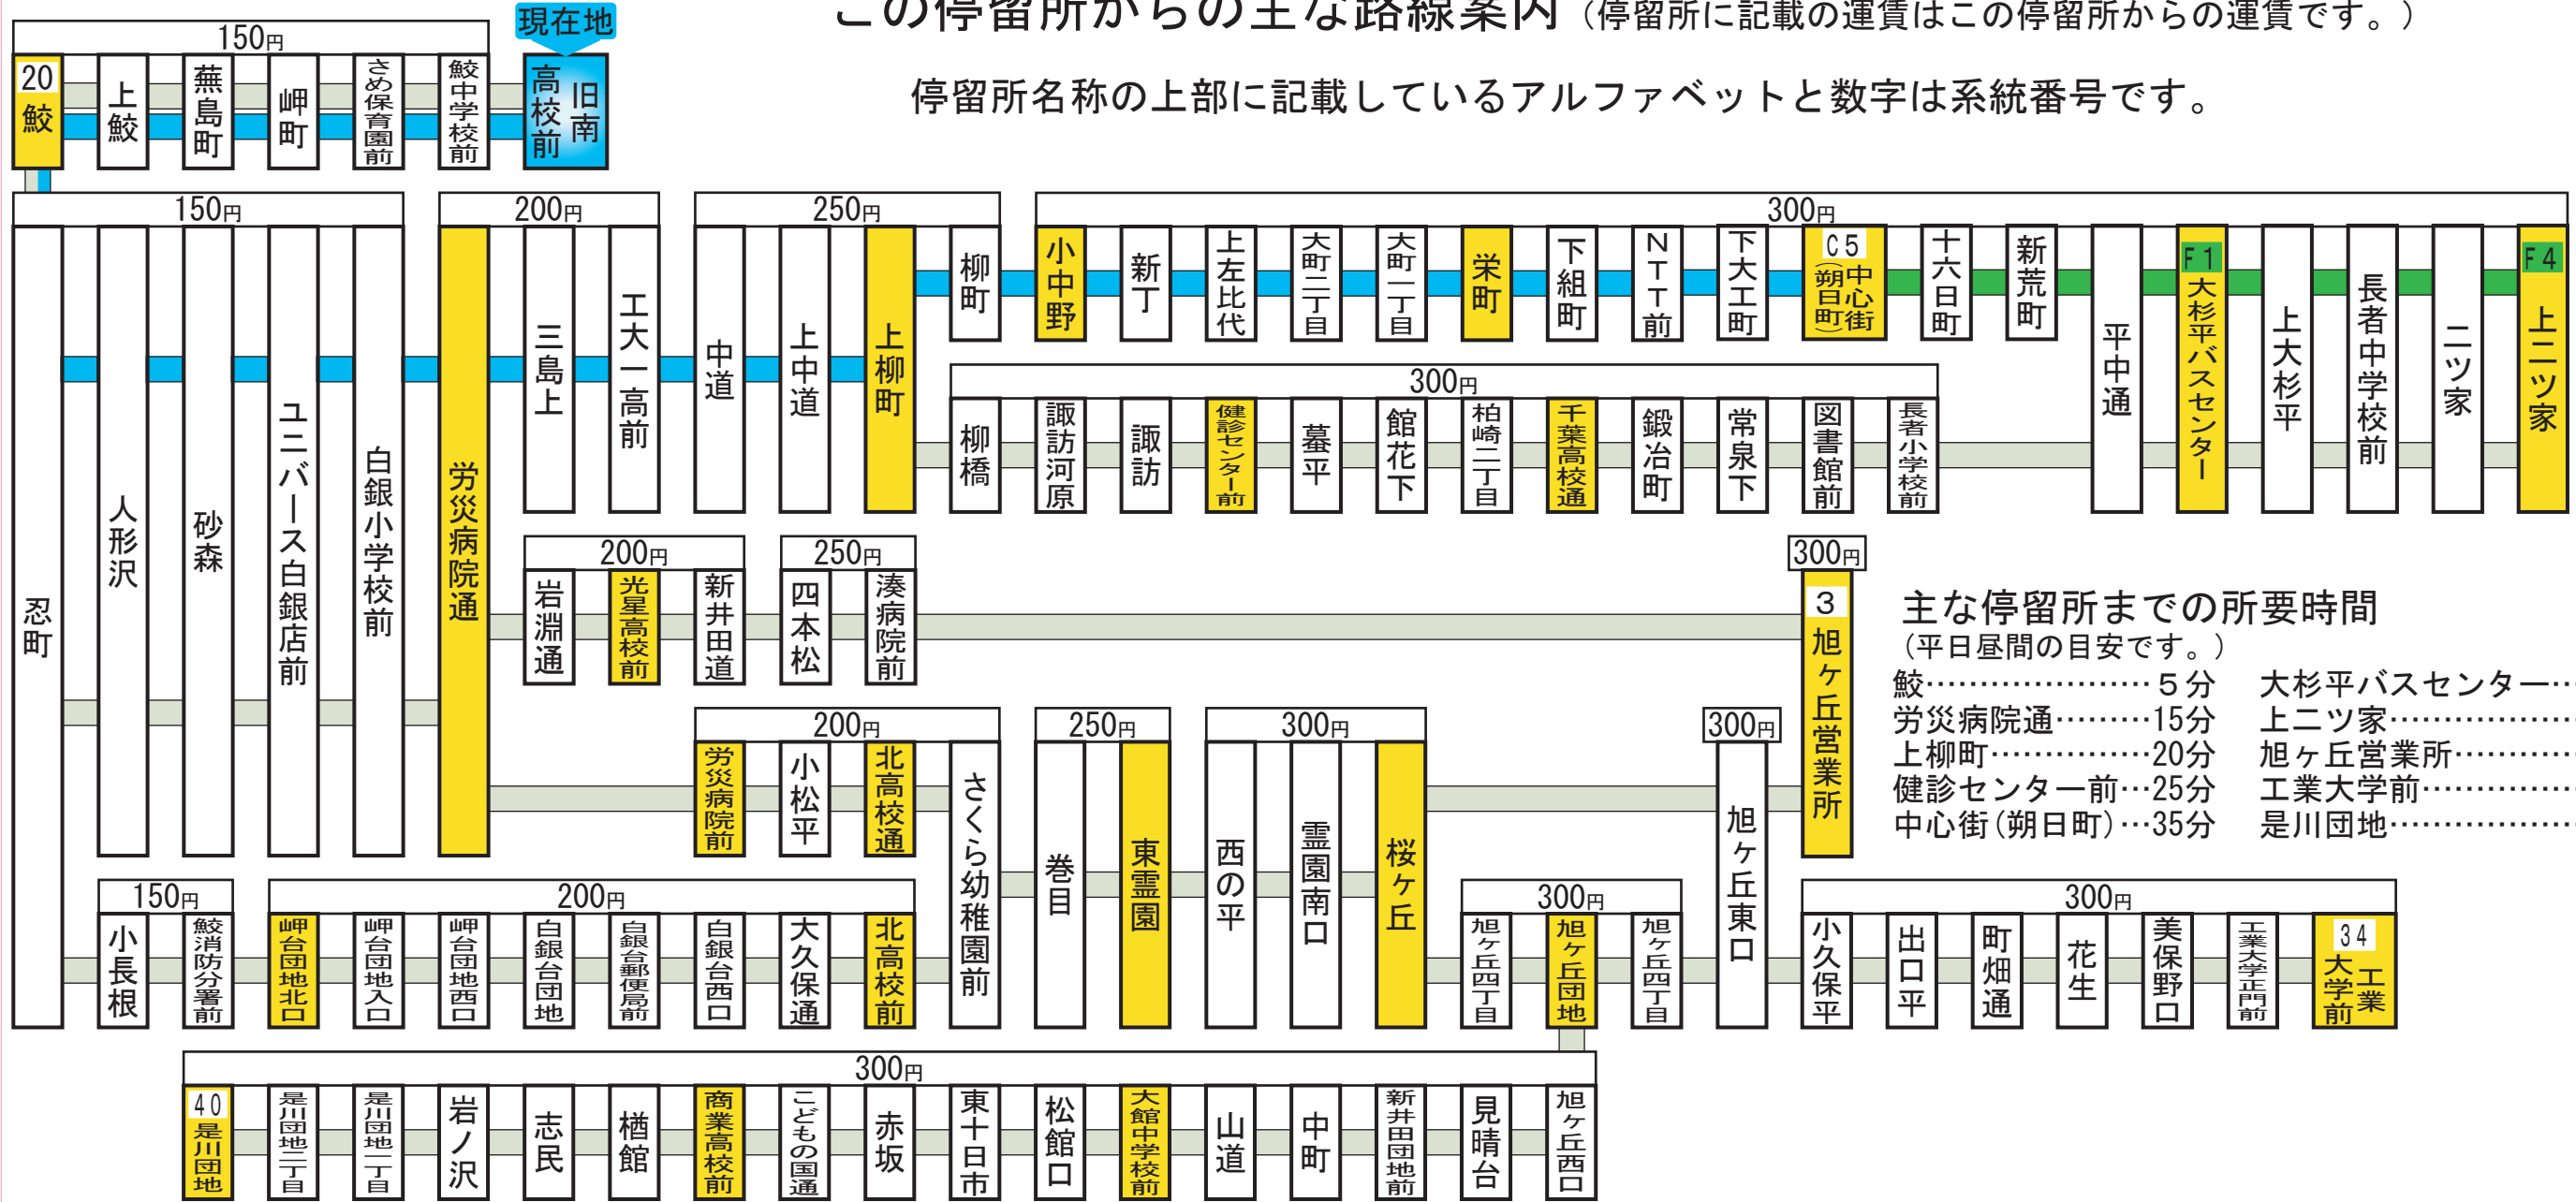 この停留所からの主な路線案内（停留所に記載の運賃はこの停留所からの運賃です。）
停留所名称の上部に記載しているアルファベットと数字は系統番号です。
現在地
150円
20 鮫
上鮫
蕪島町
岬町
さめ保育園前
鮫中学校前
旧南高校前
150円
200円
250円
300円
忍町
人形沢
砂森
ユニバース白銀店前
白銀小学校前
労災病院通
三島上
工大一高前
中道
上中道
上柳町
柳町
小中野
新丁
上左比代
大町二丁目
大町一丁目
栄町
下組町
NTT前
下大工町
C5 中心街（朔日町）
十六日町
新荒町
平中通
F1 大杉平バスセンター
上大杉平
長者中学校前
二ツ家
F4 上二ツ家
300円
柳橋
諏訪河原
諏訪
健診センター前
墓平
館花下
柏崎二丁目
千葉高校通
鍛冶町
常泉下
図書館前
長者小学校前
200円
250円
300円
岩淵通
光星高校前
新井田道
四本松
湊病院前
3 旭ヶ丘営業所
主な停留所までの所要時間
（平日昼間の目安です。）
鮫…………………5分
労災病院通………15分
上柳町……………20分
健診センター前…25分
中心街(朔日町)…35分
大杉平バスセンター…
上二ツ家………………
旭ヶ丘営業所…………
工業大学前……………
是川団地………………
200円
250円
300円
300円
労災病院前
小松平
北高校通
さくら幼稚園前
巻目
東霊園
西の平
霊園南口
桜ヶ丘
旭ヶ丘東口
150円
200円
300円
300円
小長根
鮫消防分署前
岬台団地北口
岬台団地入口
岬台団地西口
白銀台団地
白銀台郵便局前
白銀台西口
大久保通
北高校前
旭ヶ丘四丁目
旭ヶ丘団地
旭ヶ丘四丁目
小久保平
出口平
町畑通
花生
美保野口
工業大学正門前
34 工業大学前
300円
40 是川団地
是川団地二丁目
是川団地一丁目
岩ノ沢
志民
楢館
商業高校前
こどもの国通
赤坂
東十日市
松館口
大館中学校前
山道
中町
新井田団地前
見晴台
旭ヶ丘西口